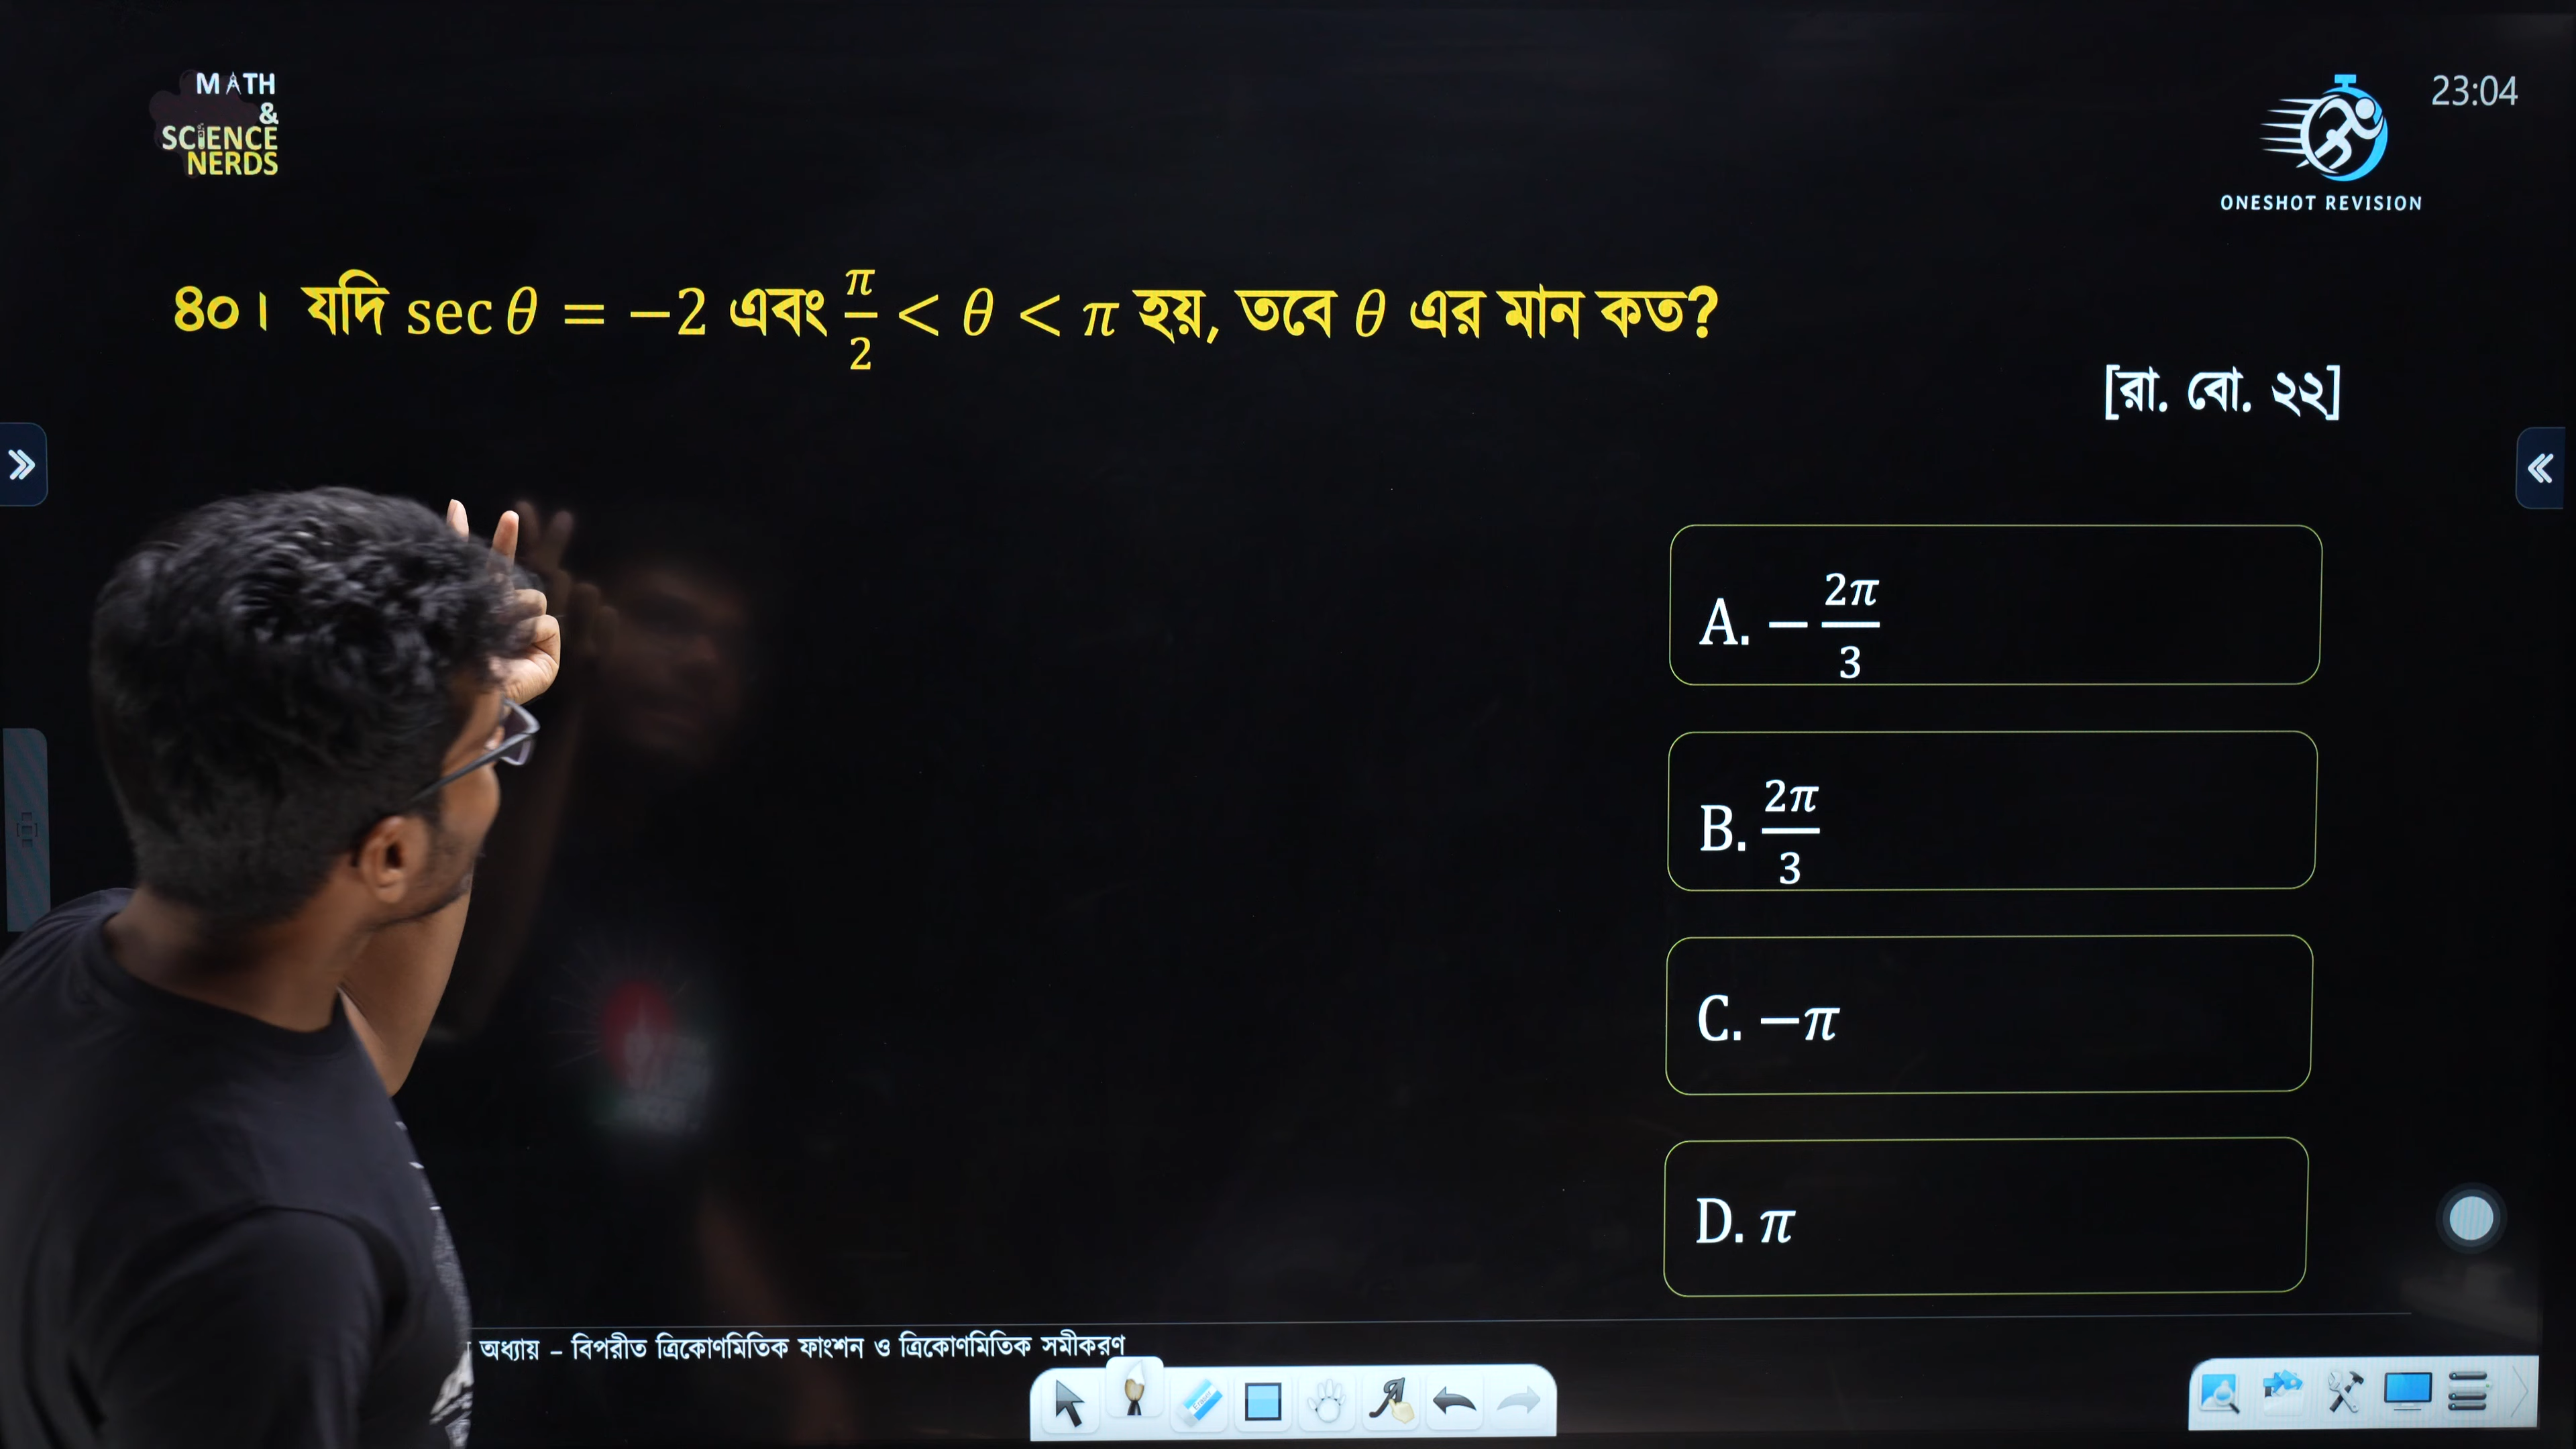 MATH
&
SCIENCE
NERDS
23:04
ONESHOT REVISION
৪০। যদি sec θ = −2 এবং π/2 < θ < π হয়, তবে θ এর মান কত?
[রা. বো. ২২]
A. − 2π/3
B. 2π/3
C. −π
D. π
অধ্যায় – বিপরীত ত্রিকোণমিতিক ফাংশন ও ত্রিকোণমিতিক সমীকরণ